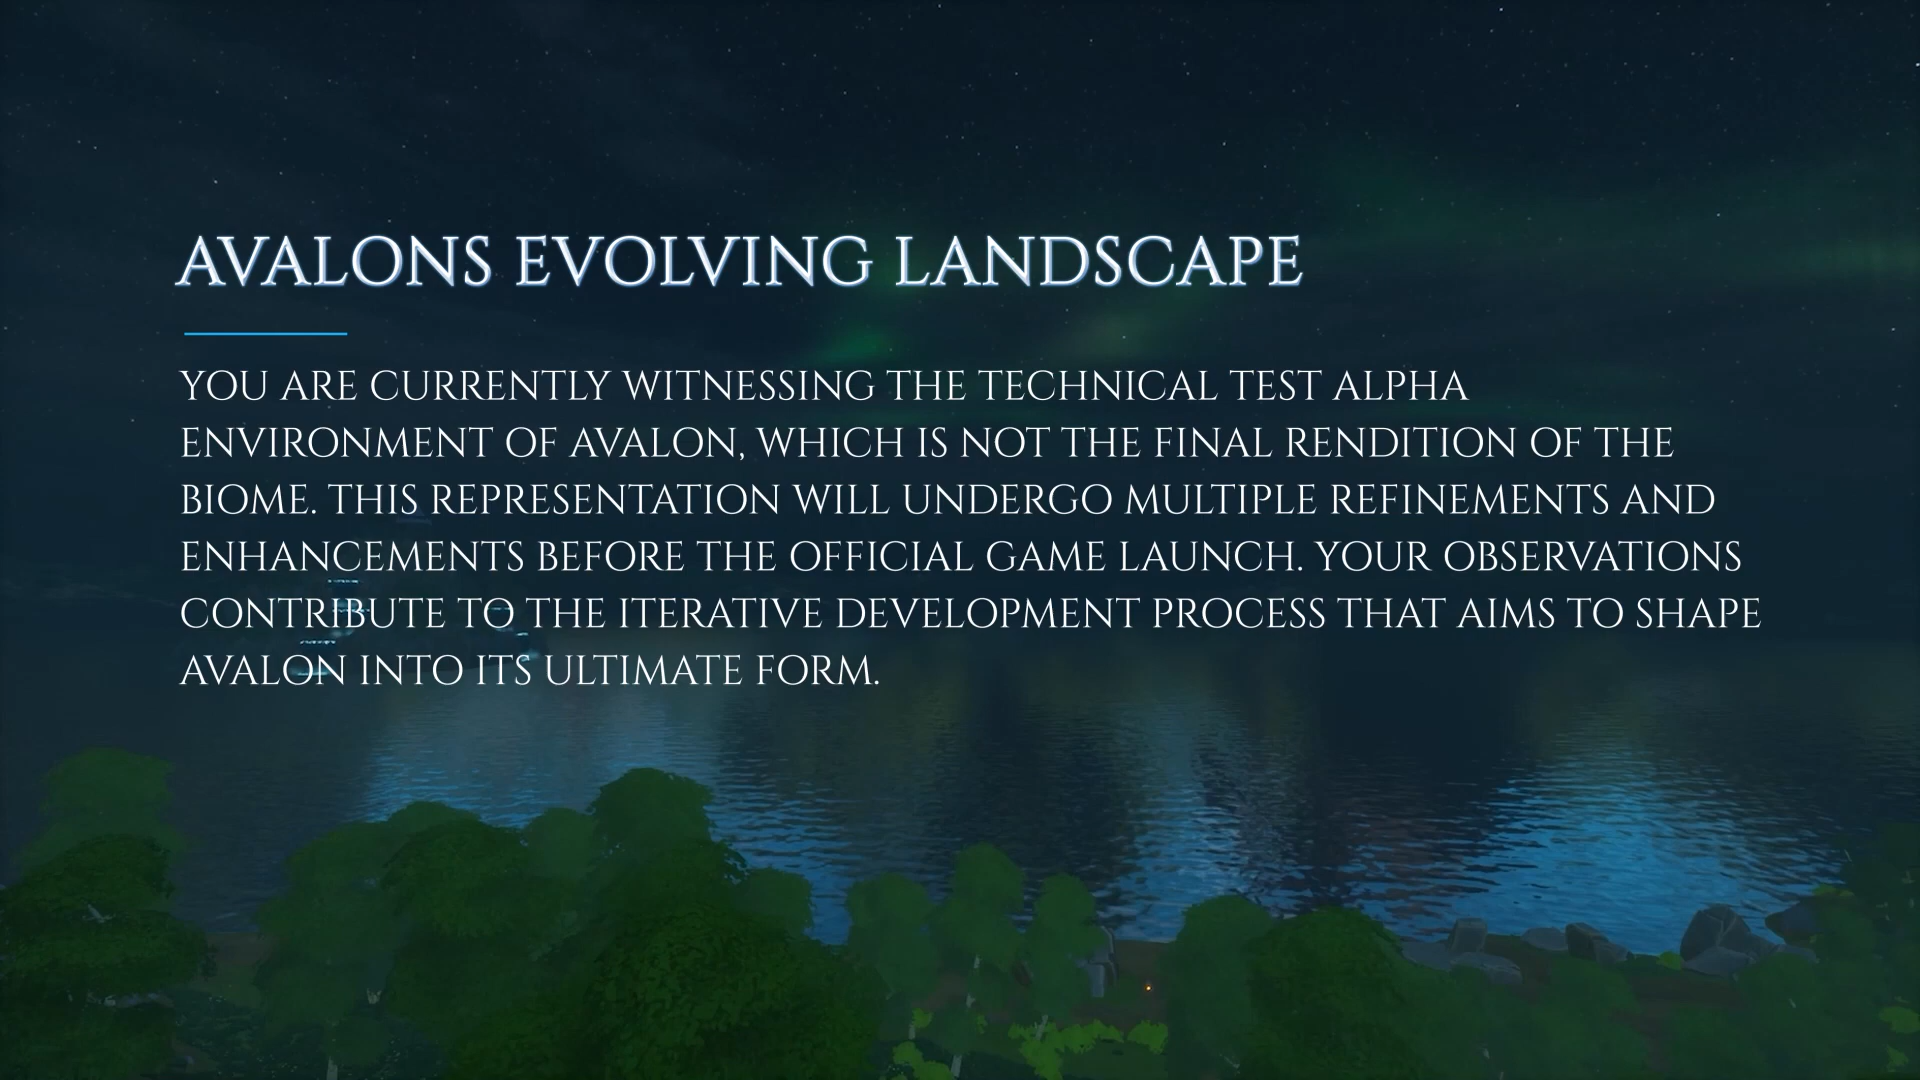 AVALONS EVOLVING LANDSCAPE
YOU ARE CURRENTLY WITNESSING THE TECHNICAL TEST ALPHA
ENVIRONMENT OF AVALON, WHICH IS NOT THE FINAL RENDITION OF THE
BIOME. THIS REPRESENTATION WILL UNDERGO MULTIPLE REFINEMENTS AND
ENHANCEMENTS BEFORE THE OFFICIAL GAME LAUNCH. YOUR OBSERVATIONS
CONTRIBUTE TO THE ITERATIVE DEVELOPMENT PROCESS THAT AIMS TO SHAPE
AVALON INTO ITS ULTIMATE FORM.